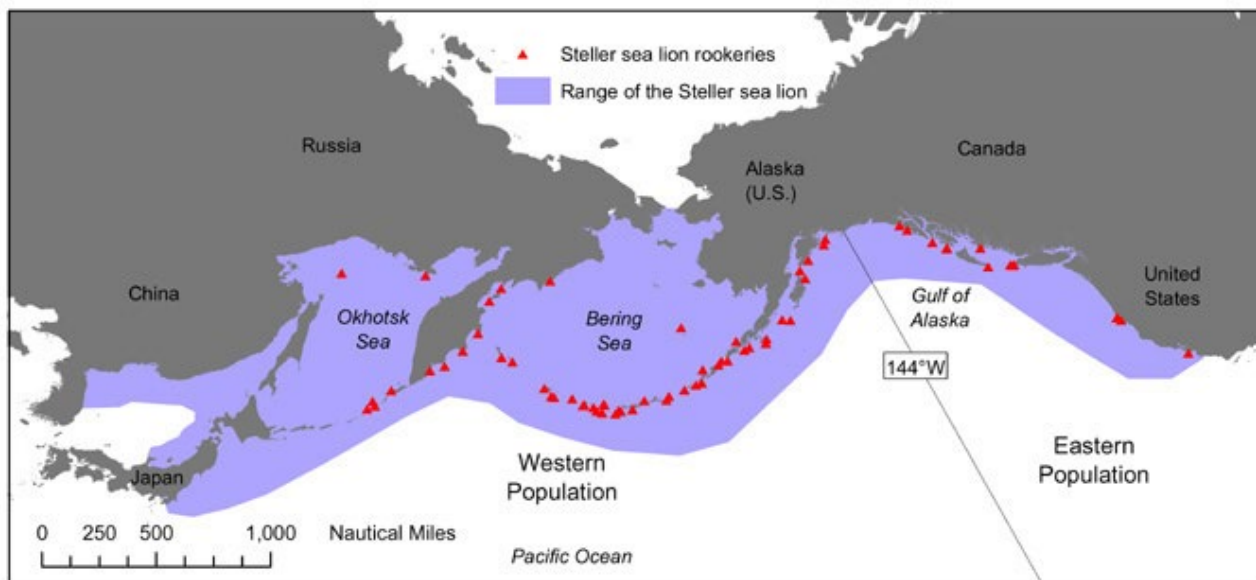 Steller sea lion rookeries
Range of the Steller sea lion
Russia
Canada
Alaska
(U.S.)
China
United
States
Okhotsk
Sea
Bering
Sea
Gulf of
Alaska
144°W
Western
Population
Eastern
Population
Japan
0 250 500 1,000 Nautical Miles
Pacific Ocean